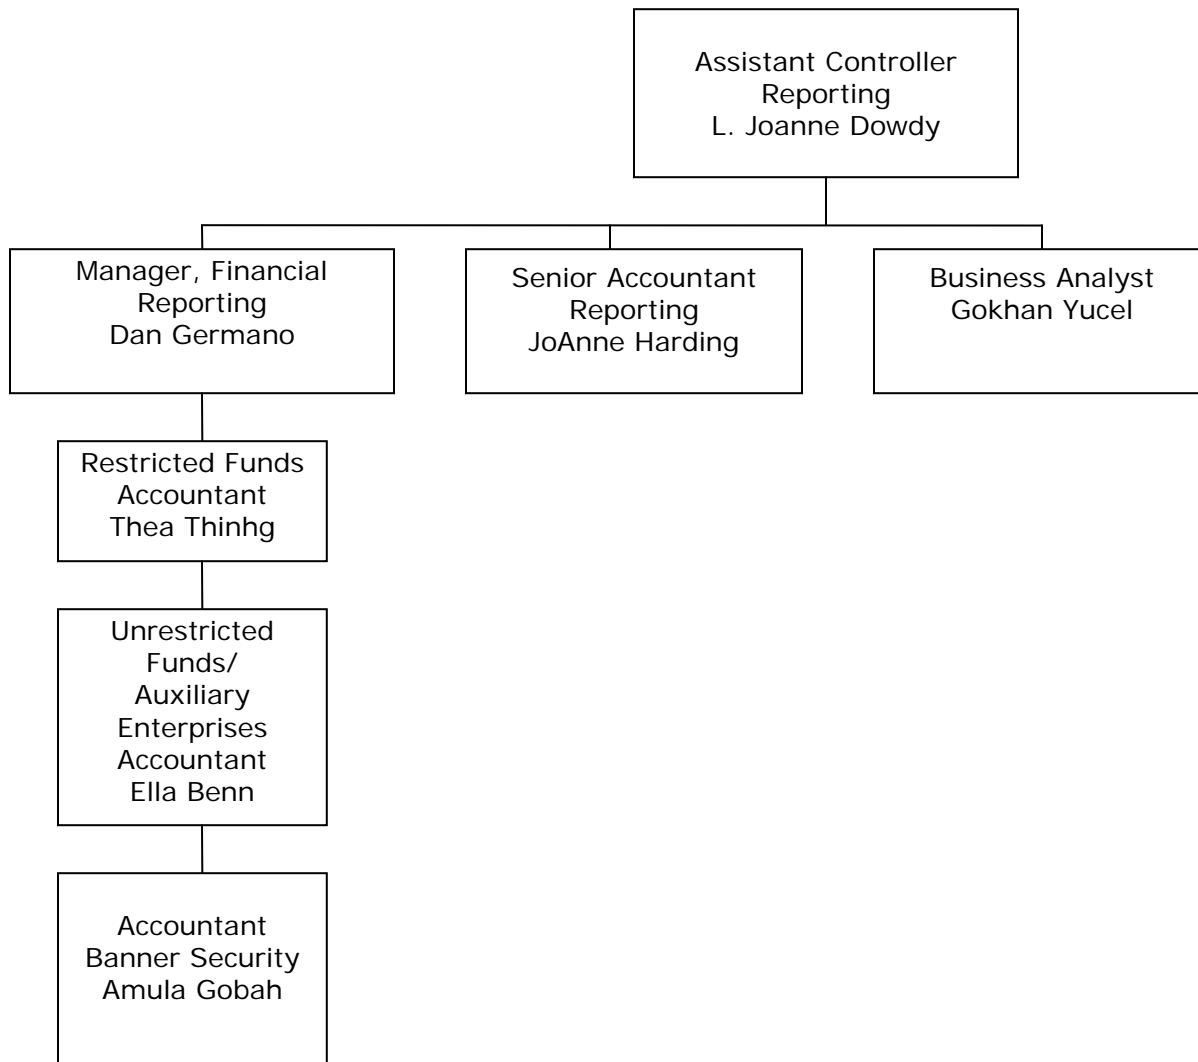 Assistant Controller
Reporting
L. Joanne Dowdy
Manager, Financial
Reporting
Dan Germano
Senior Accountant
Reporting
JoAnne Harding
Business Analyst
Gokhan Yucel
Restricted Funds
Accountant
Thea Thinhg
Unrestricted
Funds/
Auxiliary
Enterprises
Accountant
Ella Benn
Accountant
Banner Security
Amula Gobah